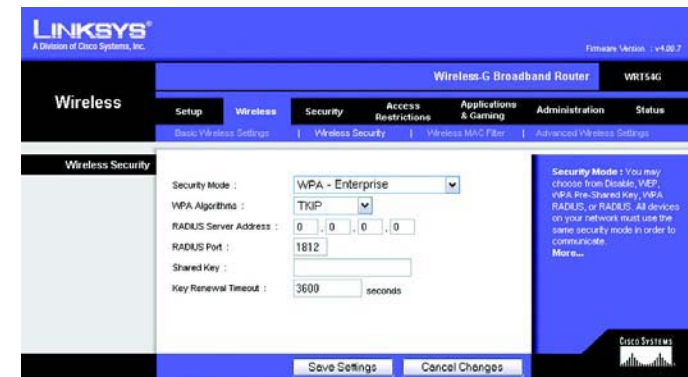 LINKSYS®
A Division of Cisco Systems, Inc.
Firmware Version : v4.00.7
Wireless-G Broadband Router WRT54G
Wireless
Setup Wireless Security Access Restrictions Applications & Gaming Administration Status
Basic Wireless Settings | Wireless Security | Wireless MAC Filter | Advanced Wireless Settings
Wireless Security
Security Mode : WPA - Enterprise
WPA Algorithms : TKIP
RADIUS Server Address : 0 . 0 . 0 . 0
RADIUS Port : 1812
Shared Key :
Key Renewal Timeout : 3600 seconds
Security Mode : You may
choose from Disable, WEP,
WPA Pre-Shared Key, WPA
RADIUS, or RADIUS. All devices
on your network must use the
same security mode in order to
communicate.
More...
Save Settings Cancel Changes
CISCO SYSTEMS